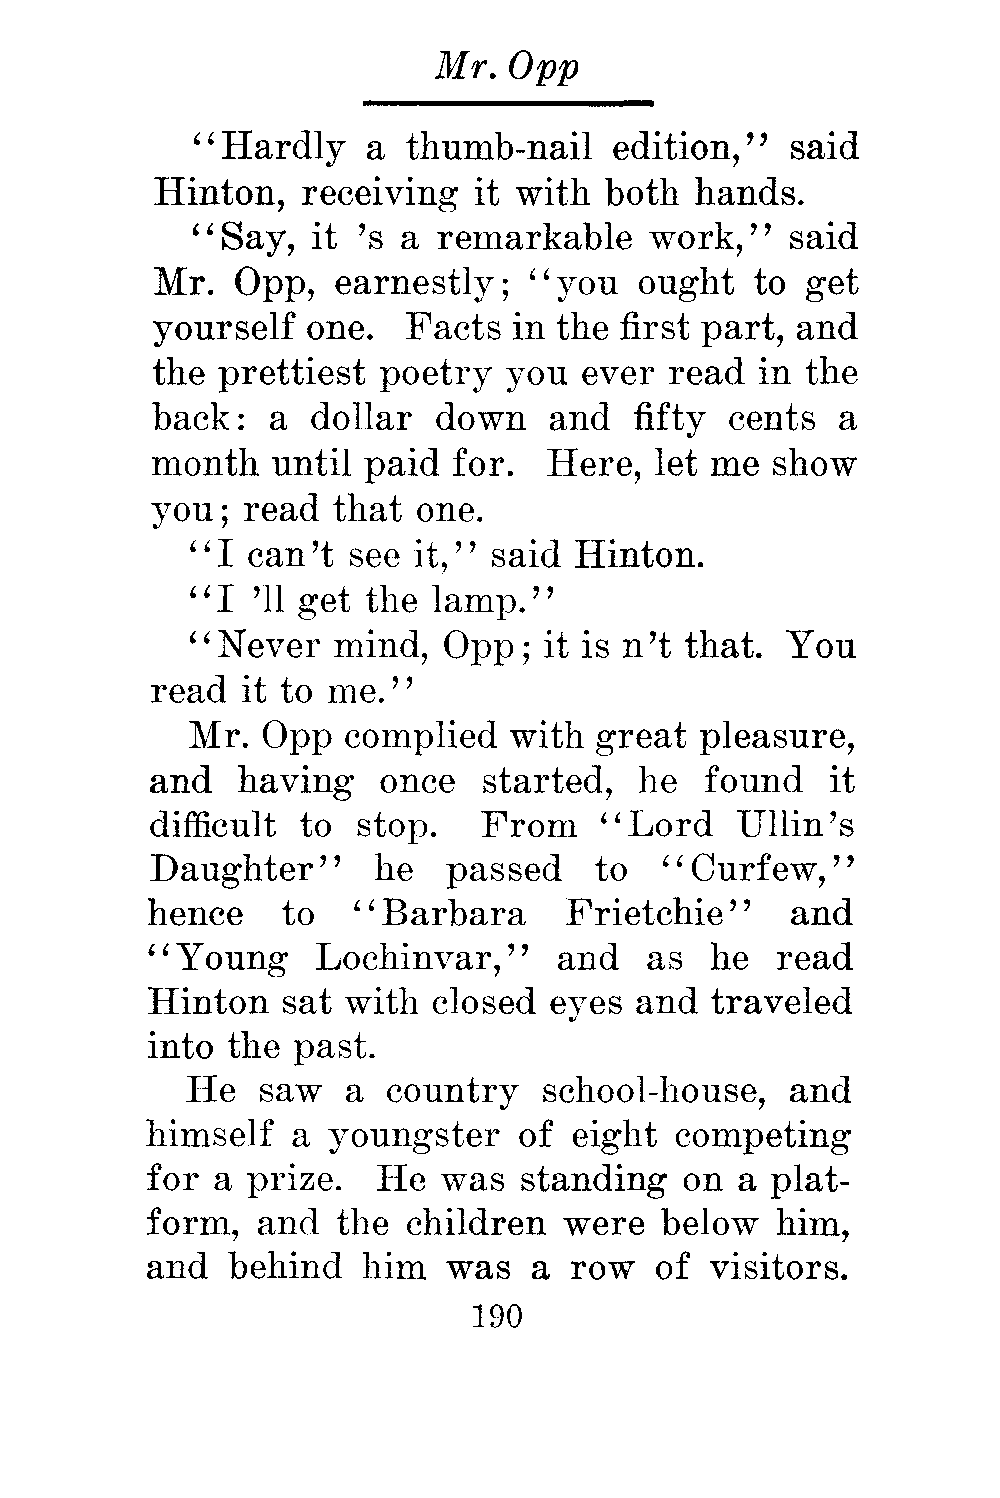 Mr. Opp
"Hardly a thumb-nail edition," said
Hinton, receiving it with both hands.
"Say, it 's a remarkable work," said
Mr. Opp, earnestly; "you ought to get
yourself one. Facts in the first part, and
the prettiest poetry you ever read in the
back: a dollar down and fifty cents a
month until paid for. Here, let me show
you; read that one.
"I can't see it," said Hinton.
"I 'll get the lamp."
"Never mind, Opp; it is n't that. You
read it to me."
Mr. Opp complied with great pleasure,
and having once started, he found it
difficult to stop. From "Lord Ullin's
Daughter" he passed to "Curfew,"
hence to "Barbara Frietchie" and
"Young Lochinvar," and as he read
Hinton sat with closed eyes and traveled
into the past.
He saw a country school-house, and
himself a youngster of eight competing
for a prize. He was standing on a plat-
form, and the children were below him,
and behind him was a row of visitors.
190